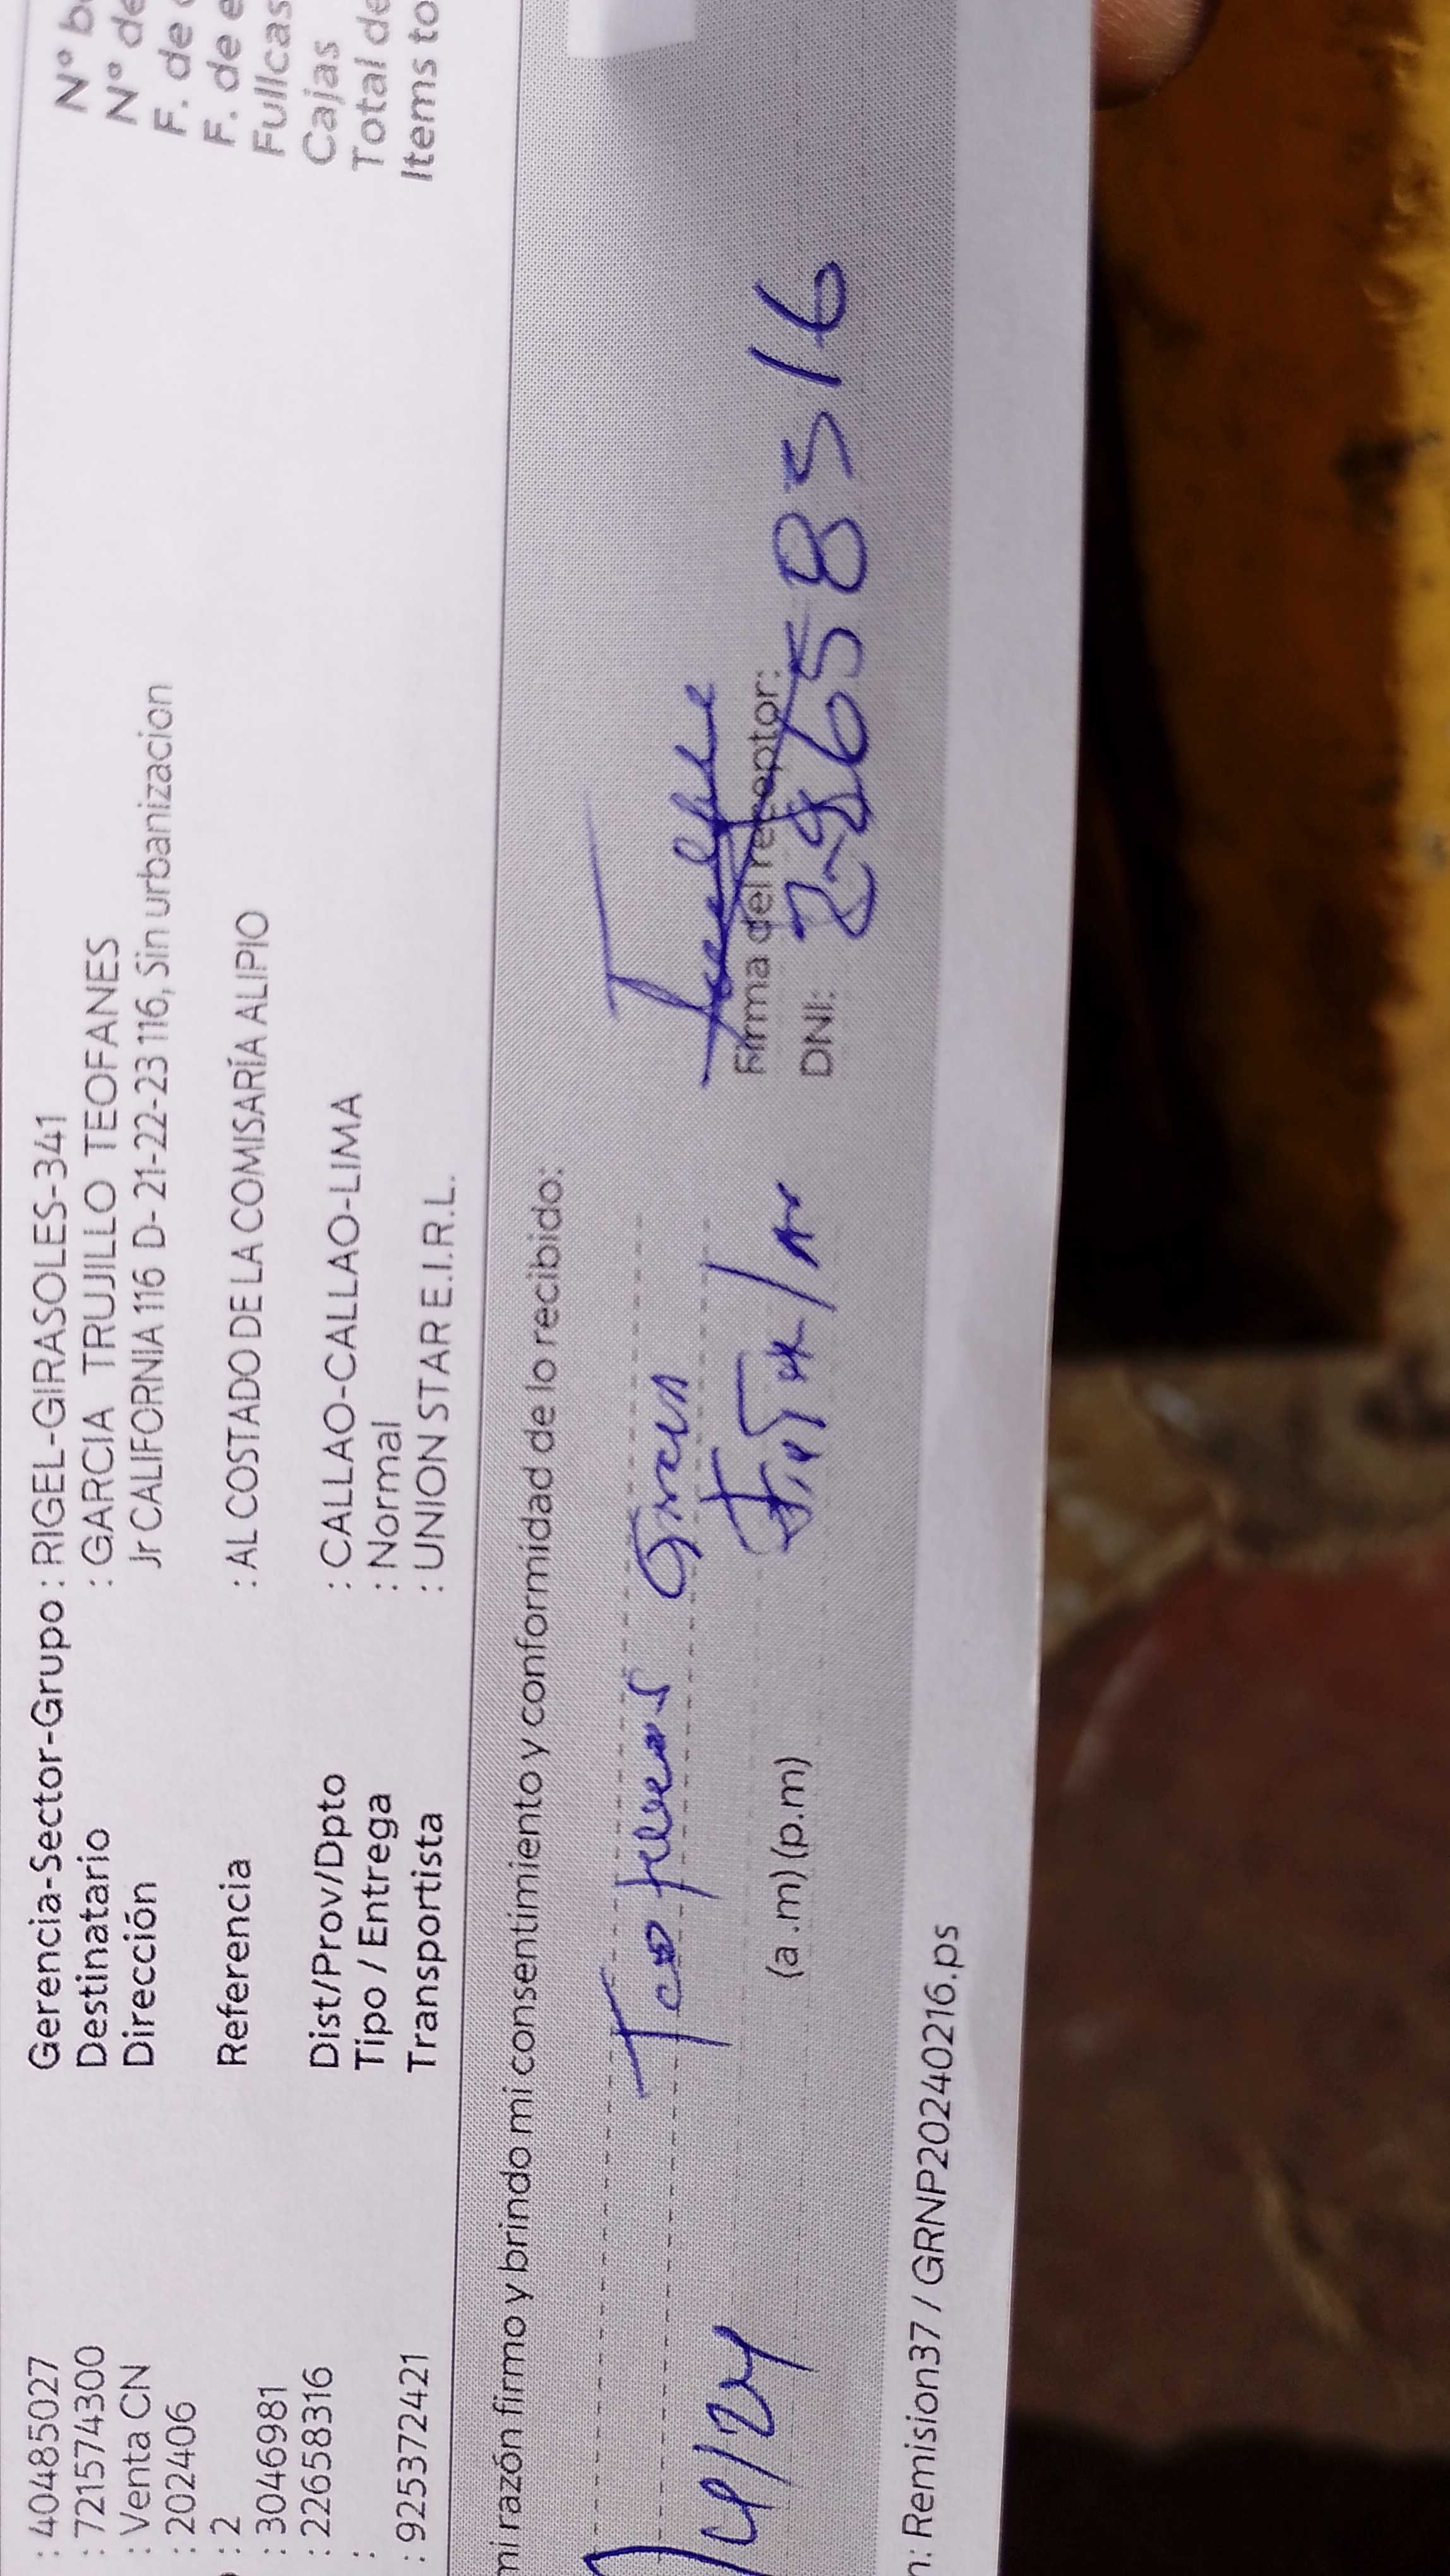 : 40485027 Gerencia-Sector-Grupo : RIGEL-GIRASOLES-341 N° b
: 721574300 Destinatario : GARCIA TRUJILLO TEOFANES N° de
: Venta CN Dirección Jr CALIFORNIA 116 D- 21-22-23 116, Sin urbanizacion F. de
: 202406 F. de e
: 2 Referencia : AL COSTADO DE LA COMISARÍA ALIPIO Fullcas
: 3046981 Cajas
: 22658316 Dist/Prov/Dpto : CALLAO-CALLAO-LIMA Total de
: Tipo / Entrega : Normal Items to
: 925372421 Transportista : UNION STAR E.I.R.L.
mi razón firmo y brindo mi consentimiento y conformidad de lo recibido:
Teofanes
Firma del receptor:
4/24 (a .m) (p.m) DNI: 22658316
n: Remision37 / GRNP20240216.ps